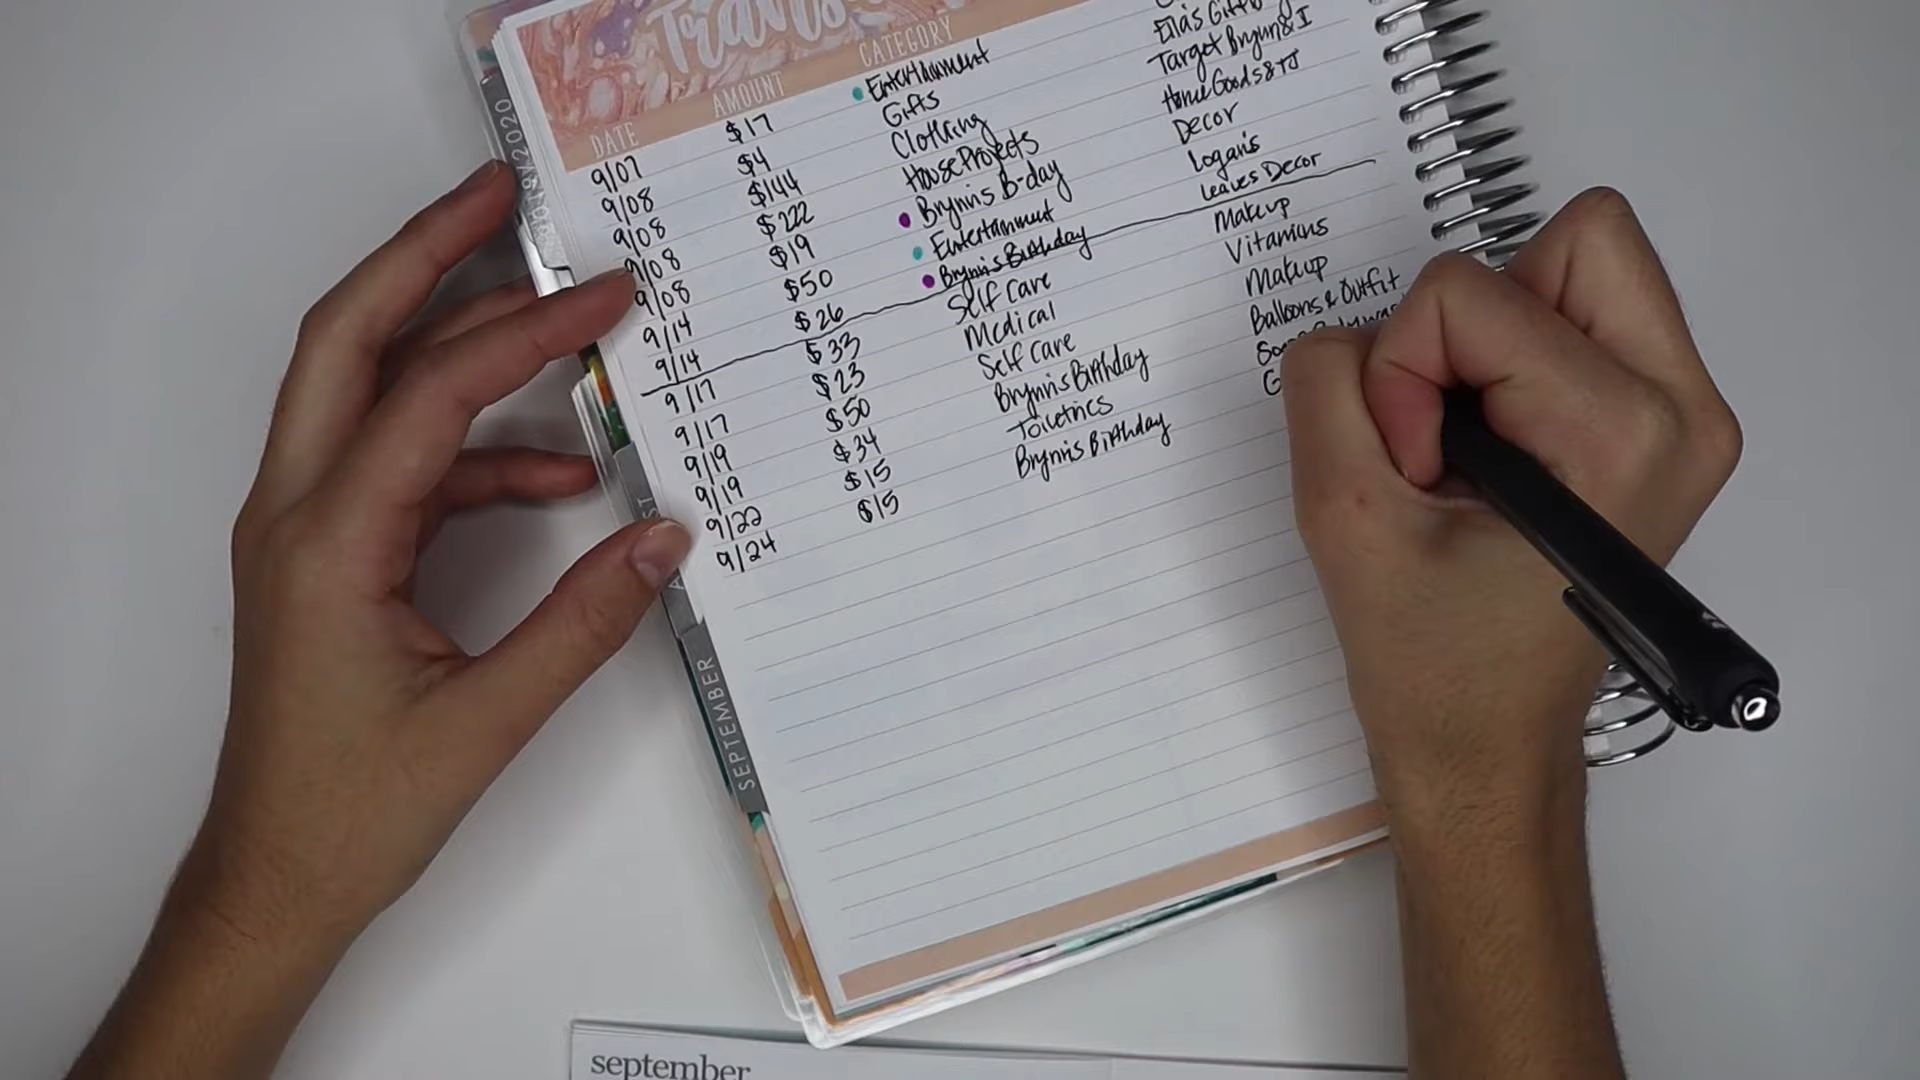 Trans
DATE AMOUNT CATEGORY
9/07 $17 Entertainment
9/08 $4 Gifts Ella's Gift
9/08 $144 Clothing Target Brynn & I
9/08 $222 House Projects Home Goods & TJ
9/08 $19 Brynn's B-day Decor
9/14 $50 Entertainment Logan's
9/14 $26 Brynn's Birthday Leaves Decor
9/17 $33 Self Care Makeup
9/17 $23 Medical Vitamins
9/19 $50 Self Care Makeup
9/19 $34 Brynn's Birthday Balloons & Outfit
9/22 $15 Toiletries
9/24 $15 Brynn's Birthday
9/2020
SEPTEMBER
september